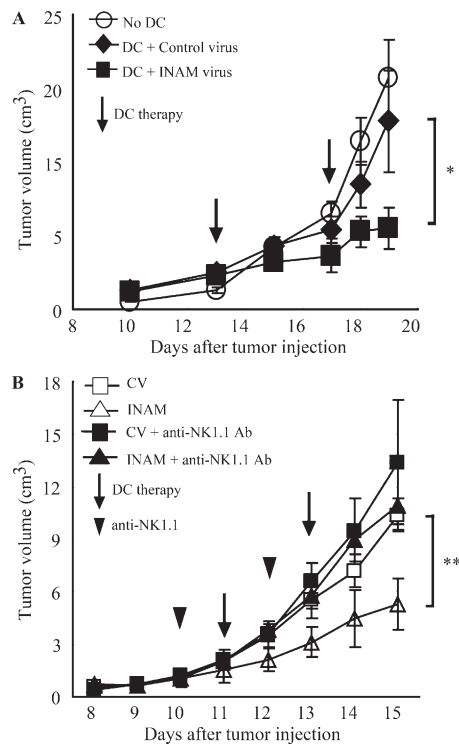 A
25
20
15
5
0
Tumor volume (cm3)
No DC
DC + Control virus
DC + INAM virus
DC therapy
*
8 10 12 14 16 18 20
Days after tumor injection
B
18
15
12
9
6
3
0
Tumor volume (cm3)
CV
INAM
CV + anti-NK1.1 Ab
INAM + anti-NK1.1 Ab
DC therapy
anti-NK1.1
**
8 9 10 11 12 13 14 15
Days after tumor injection